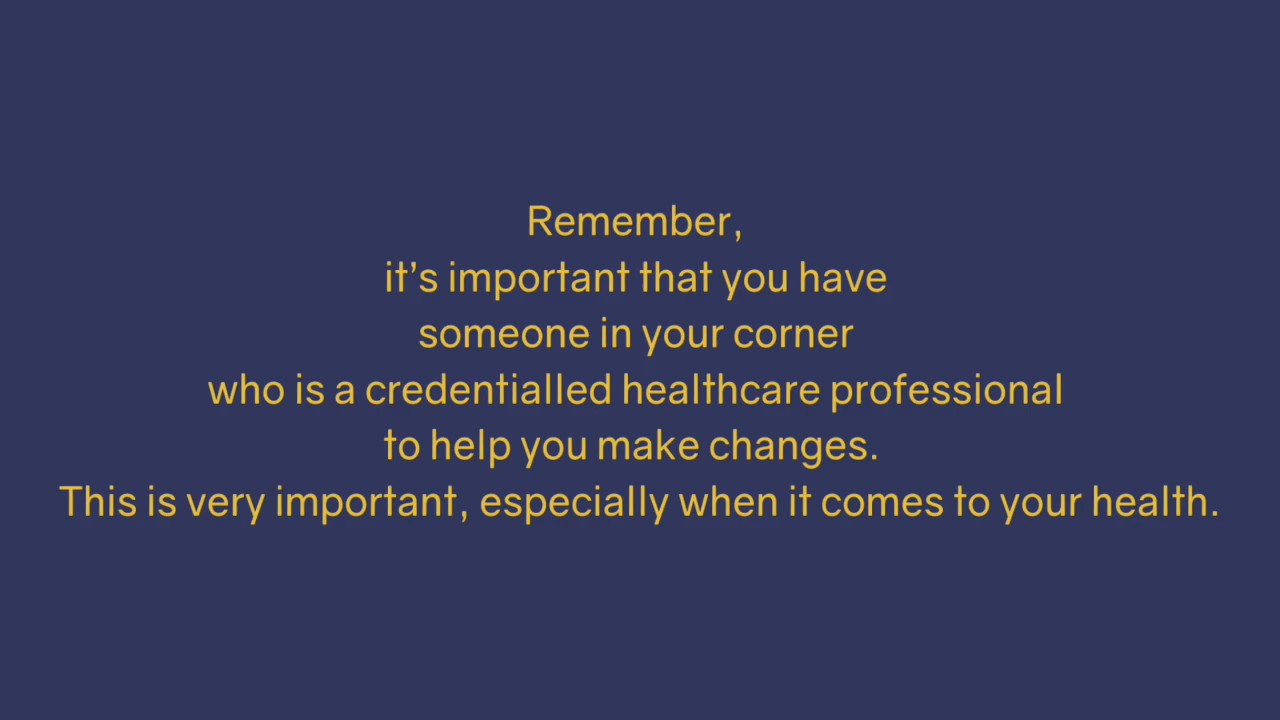 Remember,
it’s important that you have
someone in your corner
who is a credentialled healthcare professional
to help you make changes.
This is very important, especially when it comes to your health.